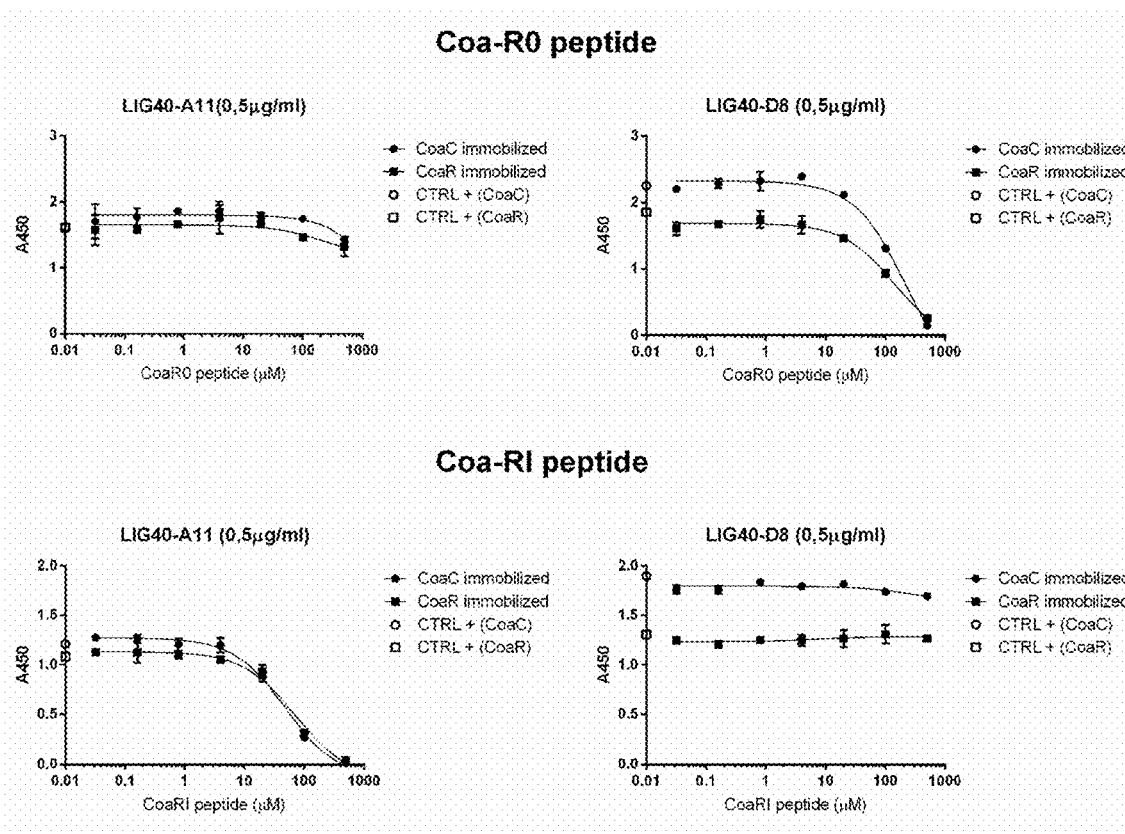 Coa-R0 peptide
LIG40-A11(0,5µg/ml)
3
2
1
0
A450
0.01 0.1 1 10 100 1000
CoaR0 peptide (µM)
CoaC immobilized
CoaR immobilized
CTRL + (CoaC)
CTRL + (CoaR)
LIG40-D8 (0,5µg/ml)
3
2
1
0
A450
0.01 0.1 1 10 100 1000
CoaR0 peptide (µM)
CoaC immobilized
CoaR immobilized
CTRL + (CoaC)
CTRL + (CoaR)
Coa-RI peptide
LIG40-A11 (0,5µg/ml)
2.0
1.5
1.0
0.5
0.0
A450
0.01 0.1 1 10 100 1000
CoaRI peptide (µM)
CoaC immobilized
CoaR immobilized
CTRL + (CoaC)
CTRL + (CoaR)
LIG40-D8 (0,5µg/ml)
2.0
1.5
1.0
0.5
0.0
A450
0.01 0.1 1 10 100 1000
CoaRI peptide (µM)
CoaC immobilized
CoaR immobilized
CTRL + (CoaC)
CTRL + (CoaR)